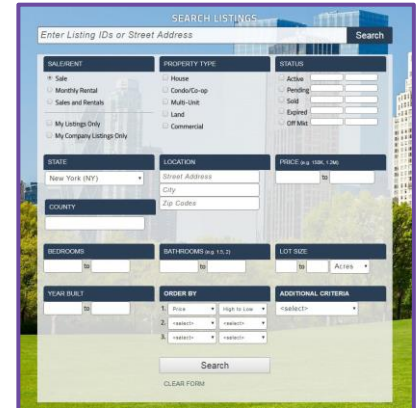 SEARCH LISTINGS
Enter Listing IDs or Street Address
Search
SALE/RENT
Sale
Monthly Rental
Sales and Rentals
My Listings Only
My Company Listings Only
PROPERTY TYPE
House
Condo/Co-op
Multi-Unit
Land
Commercial
STATUS
Active
Pending
Sold
Expired
Off Mkt
STATE
New York (NY)
COUNTY
LOCATION
Street Address
City
Zip Codes
PRICE (e.g. 150K, 1.2M)
to
BEDROOMS
to
BATHROOMS (e.g. 1.5, 2)
to
LOT SIZE
to Acres
YEAR BUILT
to
ORDER BY
1. Price High to Low
2. <select> <select>
3. <select> <select>
ADDITIONAL CRITERIA
<select>
Search
CLEAR FORM